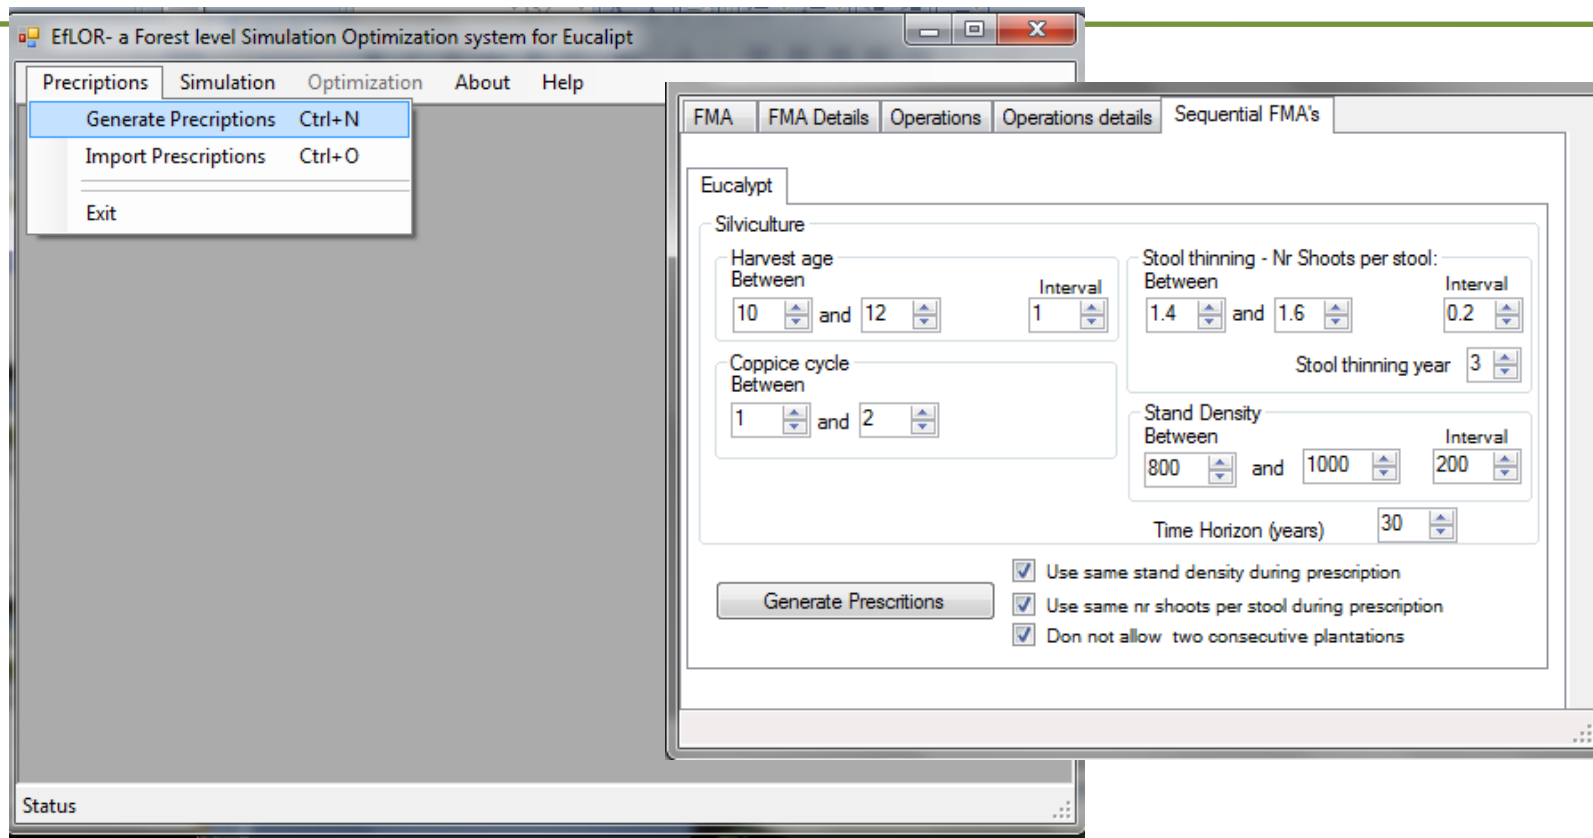 EfLOR- a Forest level Simulation Optimization system for Eucalipt
Precriptions Simulation Optimization About Help
Generate Precriptions Ctrl+N
Import Prescriptions Ctrl+O
Exit
Status
FMA FMA Details Operations Operations details Sequential FMA's
Eucalypt
Silviculture
Harvest age
Between Interval
10 and 12 1
Coppice cycle
Between
1 and 2
Stool thinning - Nr Shoots per stool:
Between Interval
1.4 and 1.6 0.2
Stool thinning year 3
Stand Density
Between Interval
800 and 1000 200
Time Horizon (years) 30
Generate Prescritions
Use same stand density during prescription
Use same nr shoots per stool during prescription
Don not allow two consecutive plantations